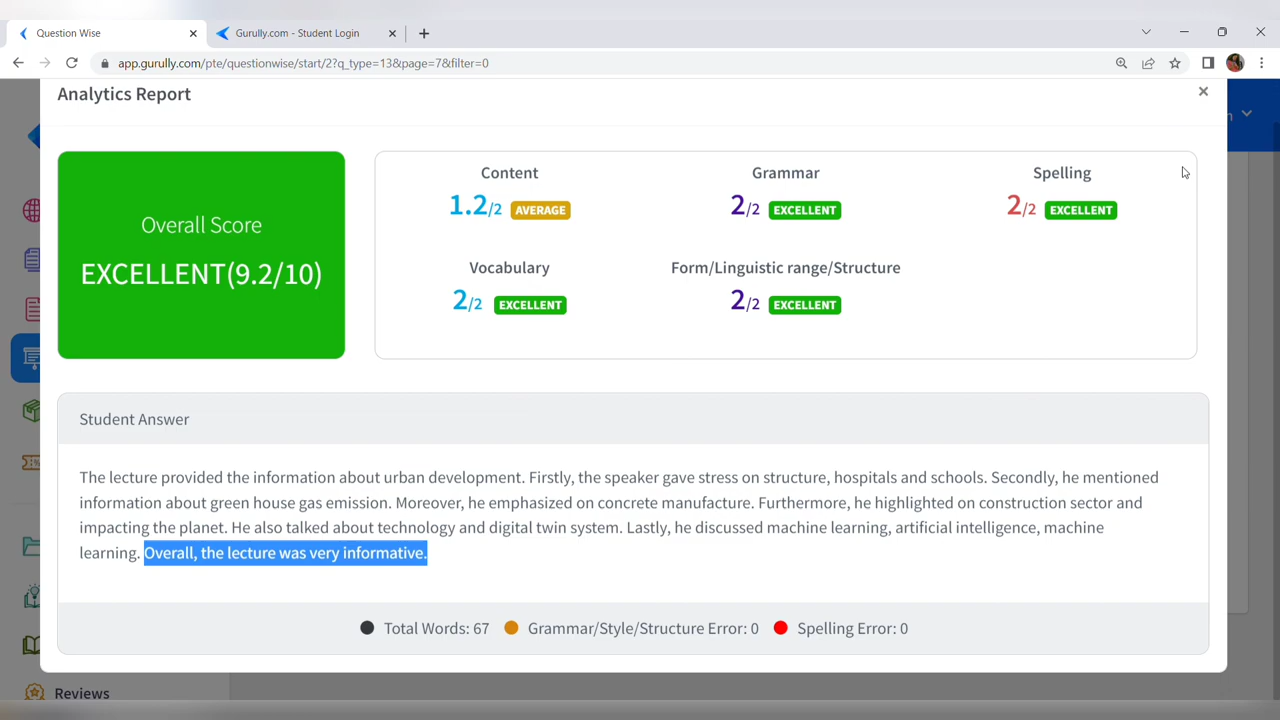 Question Wise
Gurully.com - Student Login
app.gurully.com/pte/questionwise/start/2?q_type=13&page=7&filter=0
Analytics Report
Overall Score
EXCELLENT(9.2/10)
Content
1.2/2 AVERAGE
Grammar
2/2 EXCELLENT
Spelling
2/2 EXCELLENT
Vocabulary
2/2 EXCELLENT
Form/Linguistic range/Structure
2/2 EXCELLENT
Student Answer
The lecture provided the information about urban development. Firstly, the speaker gave stress on structure, hospitals and schools. Secondly, he mentioned
information about green house gas emission. Moreover, he emphasized on concrete manufacture. Furthermore, he highlighted on construction sector and
impacting the planet. He also talked about technology and digital twin system. Lastly, he discussed machine learning, artificial intelligence, machine
learning. Overall, the lecture was very informative.
Total Words: 67 Grammar/Style/Structure Error: 0 Spelling Error: 0
Reviews